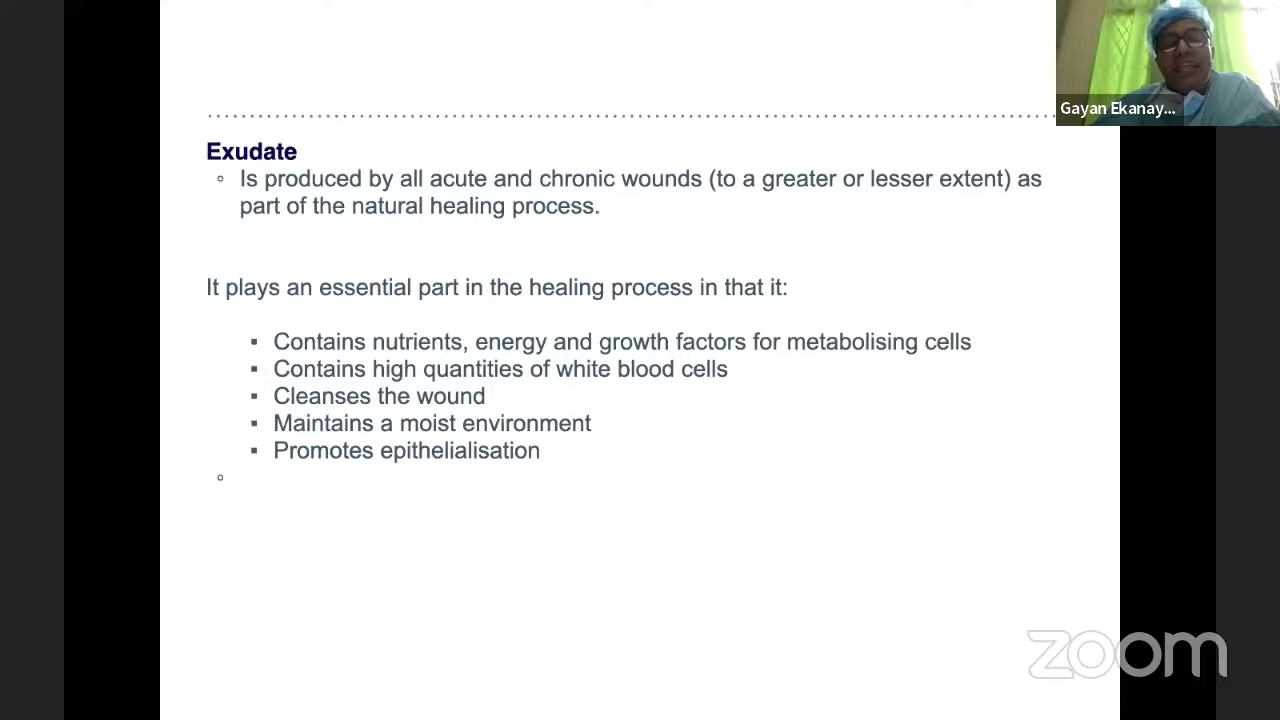 Gayan Ekanay...
Exudate
Is produced by all acute and chronic wounds (to a greater or lesser extent) as
part of the natural healing process.
It plays an essential part in the healing process in that it:
Contains nutrients, energy and growth factors for metabolising cells
Contains high quantities of white blood cells
Cleanses the wound
Maintains a moist environment
Promotes epithelialisation
zoom